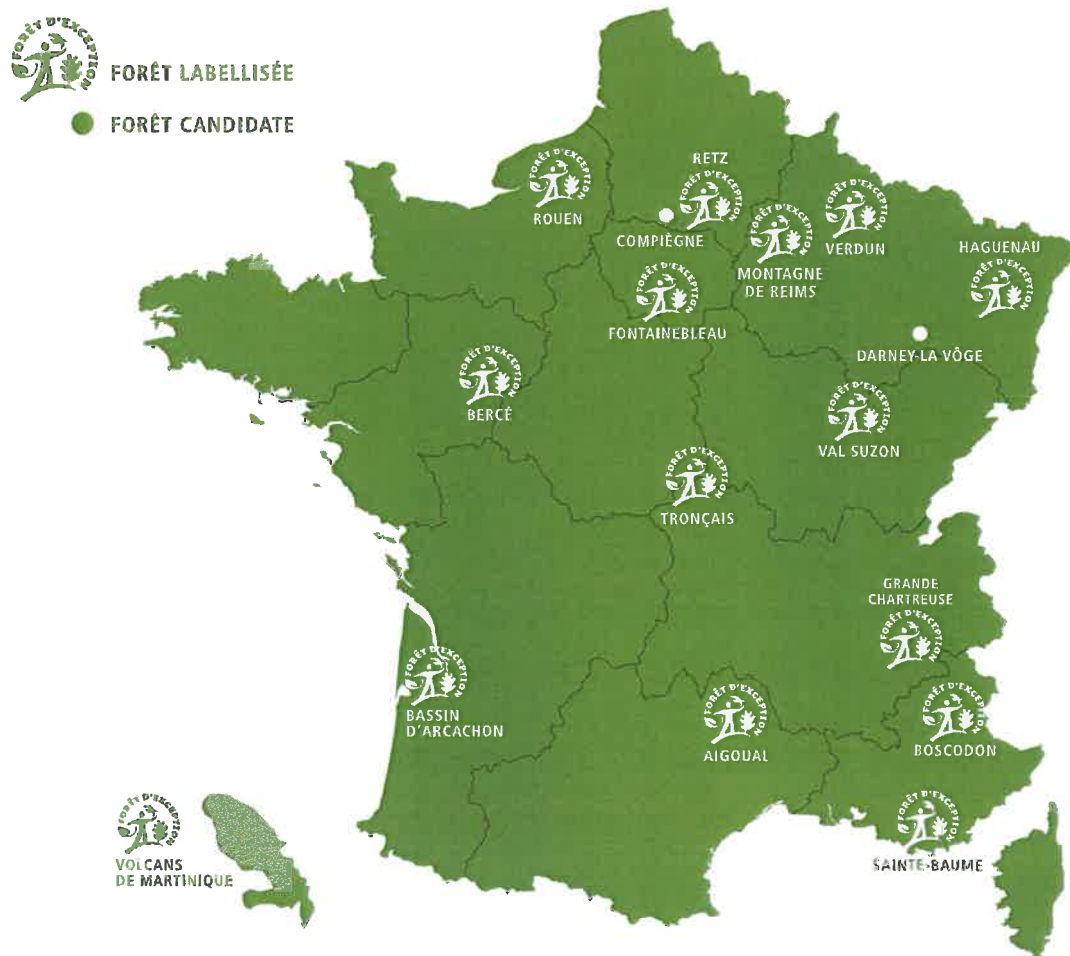 FORÊT D'EXCEPTION
FORÊT LABELLISÉE
FORÊT CANDIDATE
FORÊT D'EXCEPTION
ROUEN
RETZ
FORÊT D'EXCEPTION
COMPIÈGNE
FORÊT D'EXCEPTION
MONTAGNE
DE REIMS
FORÊT D'EXCEPTION
VERDUN
HAGUENAU
FORÊT D'EXCEPTION
FORÊT D'EXCEPTION
FONTAINEBLEAU
DARNEY-LA VÔGE
FORÊT D'EXCEPTION
BERCÉ
FORÊT D'EXCEPTION
VAL SUZON
FORÊT D'EXCEPTION
TRONÇAIS
GRANDE
CHARTREUSE
FORÊT D'EXCEPTION
FORÊT D'EXCEPTION
BASSIN
D'ARCACHON
FORÊT D'EXCEPTION
AIGOUAL
FORÊT D'EXCEPTION
BOSCODON
FORÊT D'EXCEPTION
SAINTE-BAUME
FORÊT D'EXCEPTION
VOLCANS
DE MARTINIQUE